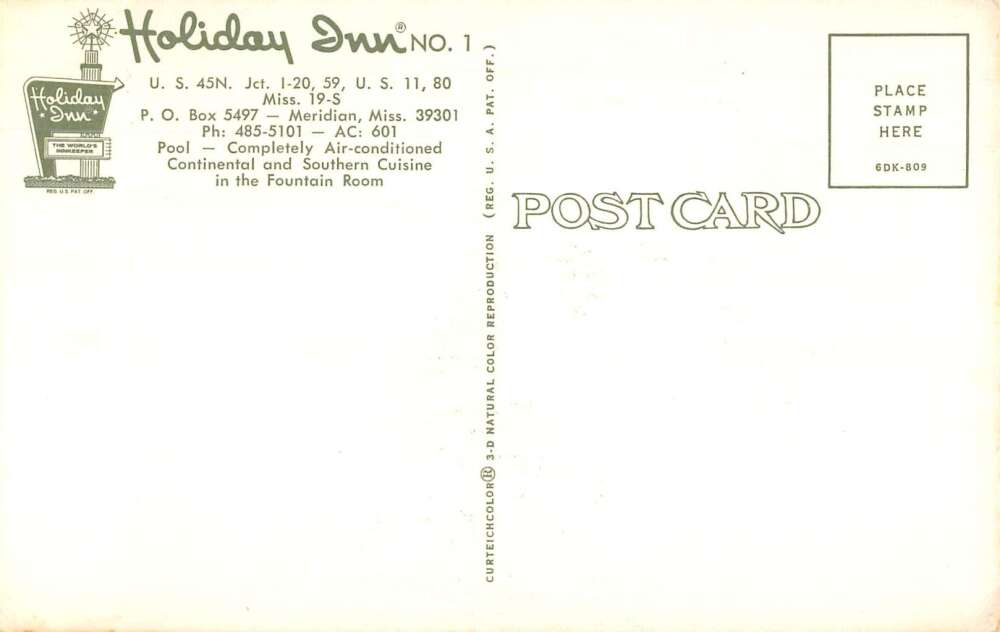 Holiday Inn® NO. 1
U. S. 45N. Jct. I-20, 59, U. S. 11, 80
Miss. 19-S
P. O. Box 5497 — Meridian, Miss. 39301
Ph: 485-5101 — AC: 601
Pool — Completely Air-conditioned
Continental and Southern Cuisine
in the Fountain Room
Holiday
Inn
THE WORLD'S
INNKEEPER
REG. U.S. PAT. OFF.
CURTEICHCOLOR® 3-D NATURAL COLOR REPRODUCTION (REG. U. S. A. PAT. OFF.)
POST CARD
PLACE
STAMP
HERE
6DK-809